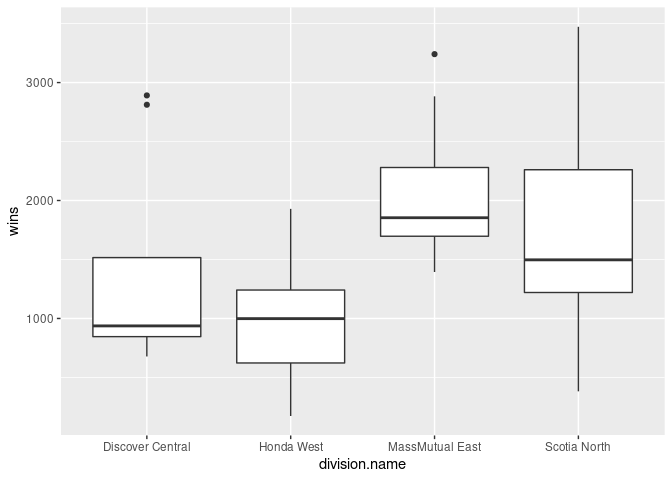 3000
2000
1000
wins
Discover Central
Honda West
MassMutual East
Scotia North
division.name